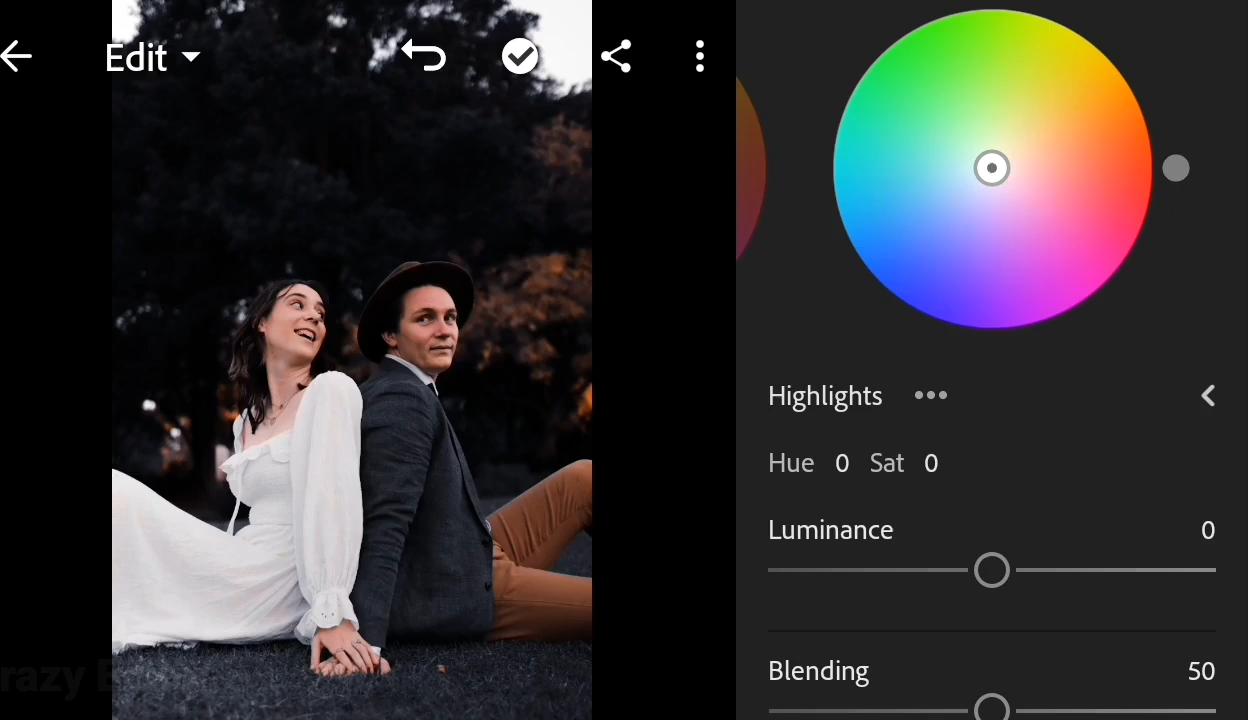 Edit
Highlights
Hue 0 Sat 0
Luminance 0
Blending 50